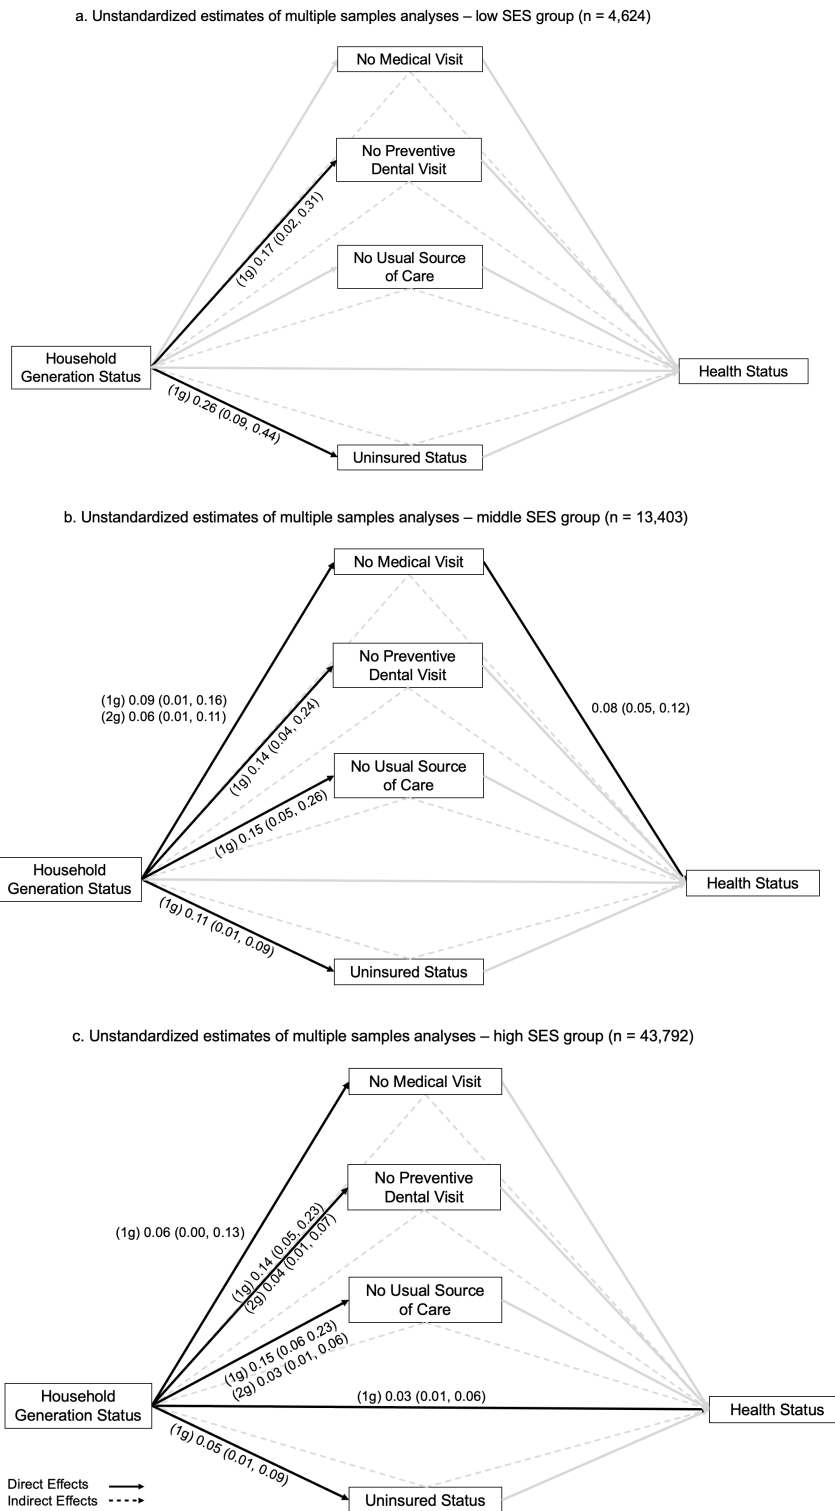 a. Unstandardized estimates of multiple samples analyses – low SES group (n = 4,624)
No Medical Visit
No Preventive
Dental Visit
(1g) 0.17 (0.02, 0.31)
No Usual Source
of Care
Household
Generation Status
Health Status
(1g) 0.26 (0.09, 0.44)
Uninsured Status
b. Unstandardized estimates of multiple samples analyses – middle SES group (n = 13,403)
No Medical Visit
No Preventive
Dental Visit
(1g) 0.09 (0.01, 0.16)
(2g) 0.06 (0.01, 0.11)
0.08 (0.05, 0.12)
(1g) 0.14 (0.04, 0.24)
No Usual Source
of Care
(1g) 0.15 (0.05, 0.26)
Household
Generation Status
Health Status
(1g) 0.11 (0.01, 0.09)
Uninsured Status
c. Unstandardized estimates of multiple samples analyses – high SES group (n = 43,792)
No Medical Visit
No Preventive
Dental Visit
(1g) 0.06 (0.00, 0.13)
(1g) 0.14 (0.05, 0.23)
(2g) 0.04 (0.01, 0.07)
No Usual Source
of Care
(1g) 0.15 (0.06 0.23)
(2g) 0.03 (0.01, 0.06)
(1g) 0.03 (0.01, 0.06)
Household
Generation Status
Health Status
(1g) 0.05 (0.01, 0.09)
Uninsured Status
Direct Effects
Indirect Effects